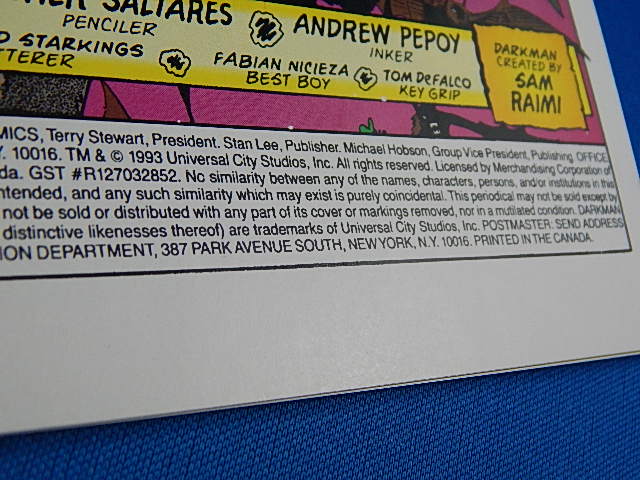 SALTARES
PENCILER
ANDREW PEPOY
INKER
STARKINGS
FABIAN NICIEZA
BEST BOY
TOM DEFALCO
KEY GRIP
DARKMAN
CREATED BY
SAM
RAIMI
MICS, Terry Stewart, President. Stan Lee, Publisher. Michael Hobson, Group Vice President, Publishing. OFFICE
Y. 10016. TM & © 1993 Universal City Studios, Inc. All rights reserved. Licensed by Merchandising Corporation of
da. GST #R127032852. No similarity between any of the names, characters, persons, and/or institutions in this
ntended, and any such similarity which may exist is purely coincidental. This periodical may not be sold except by
not be sold or distributed with any part of its cover or markings removed, nor in a mutilated condition. DARKMAN
distinctive likenesses thereof) are trademarks of Universal City Studios, Inc. POSTMASTER: SEND ADDRESS
ION DEPARTMENT, 387 PARK AVENUE SOUTH, NEW YORK, N.Y. 10016. PRINTED IN THE CANADA.